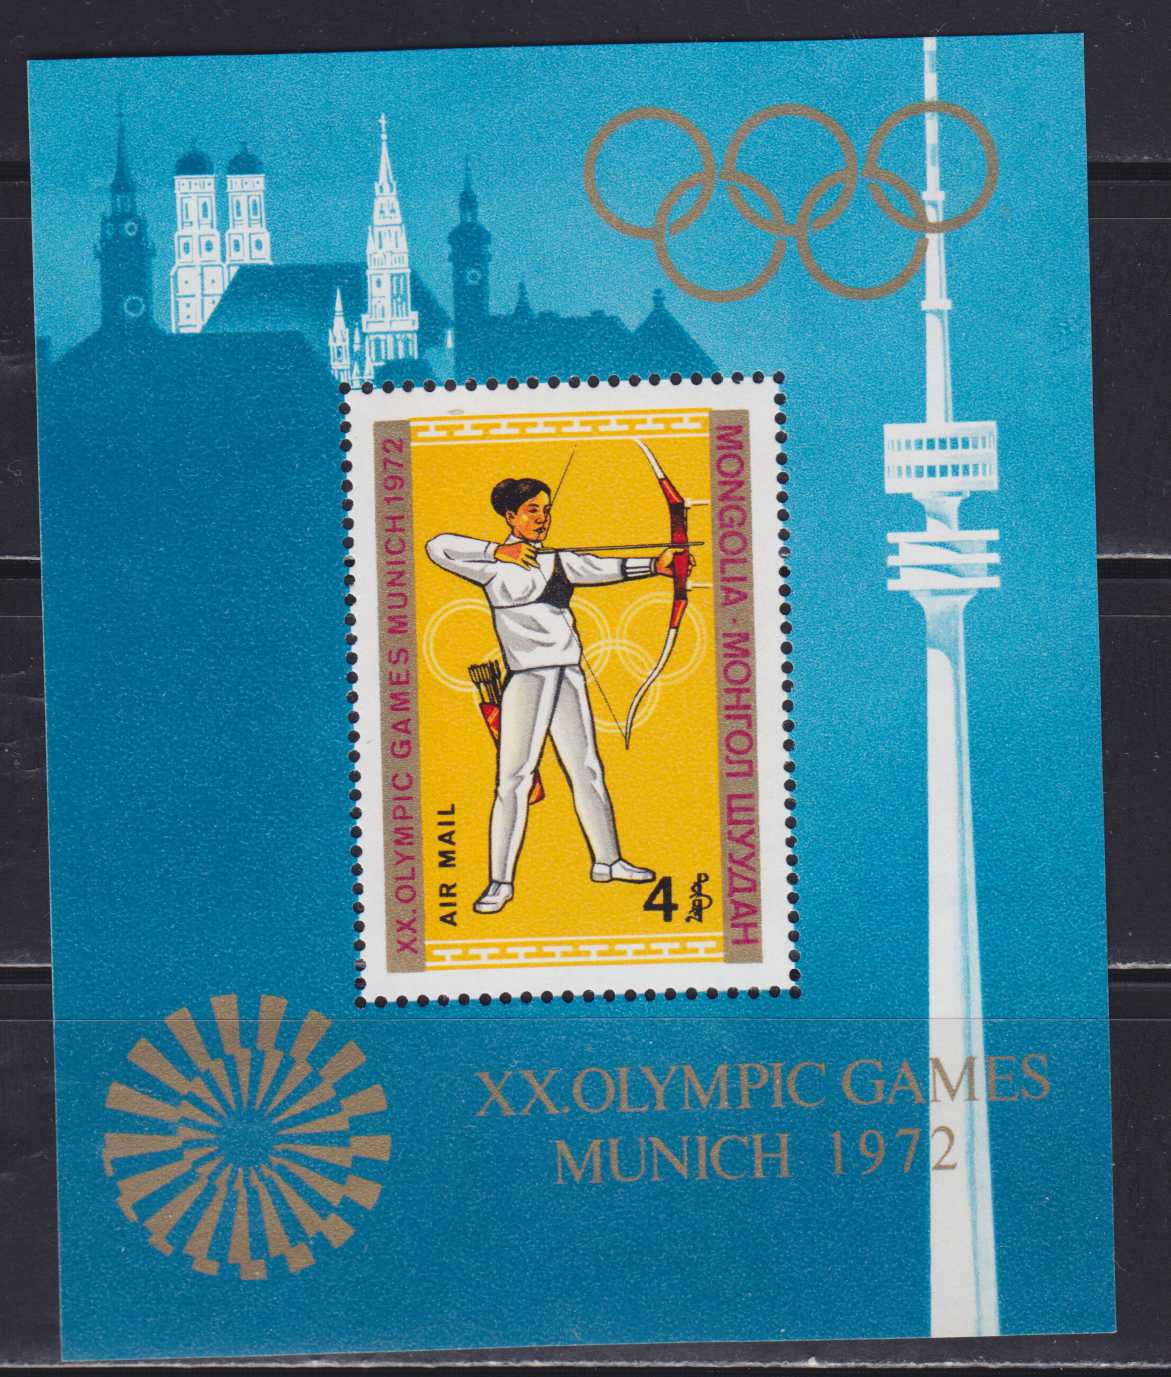 XX. OLYMPIC GAMES MUNICH 1972
MONGOLIA - МОНГОЛ ШУУДАН
AIR MAIL
4
XX.OLYMPIC GAMES
MUNICH 1972